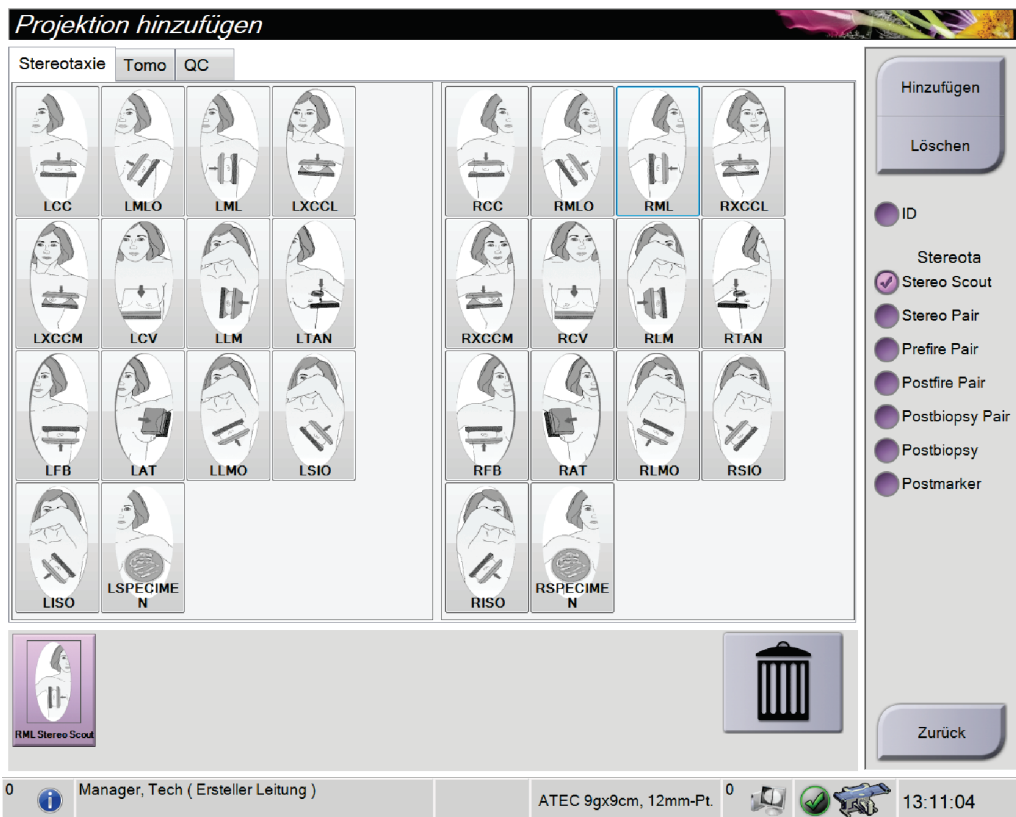 Projektion hinzufügen
Stereotaxie Tomo QC
LCC LMLO LML LXCCL RCC RMLO RML RXCCL
LXCCM LCV LLM LTAN RXCCM RCV RLM RTAN
LFB LAT LLMO LSIO RFB RAT RLMO RSIO
LISO LSPECIME
N RISO RSPECIME
N
Hinzufügen
Löschen
ID
Stereota
Stereo Scout
Stereo Pair
Prefire Pair
Postfire Pair
Postbiopsy Pair
Postbiopsy
Postmarker
RML Stereo Scout
Zurück
0 Manager, Tech ( Ersteller Leitung ) ATEC 9gx9cm, 12mm-Pt. 0 13:11:04